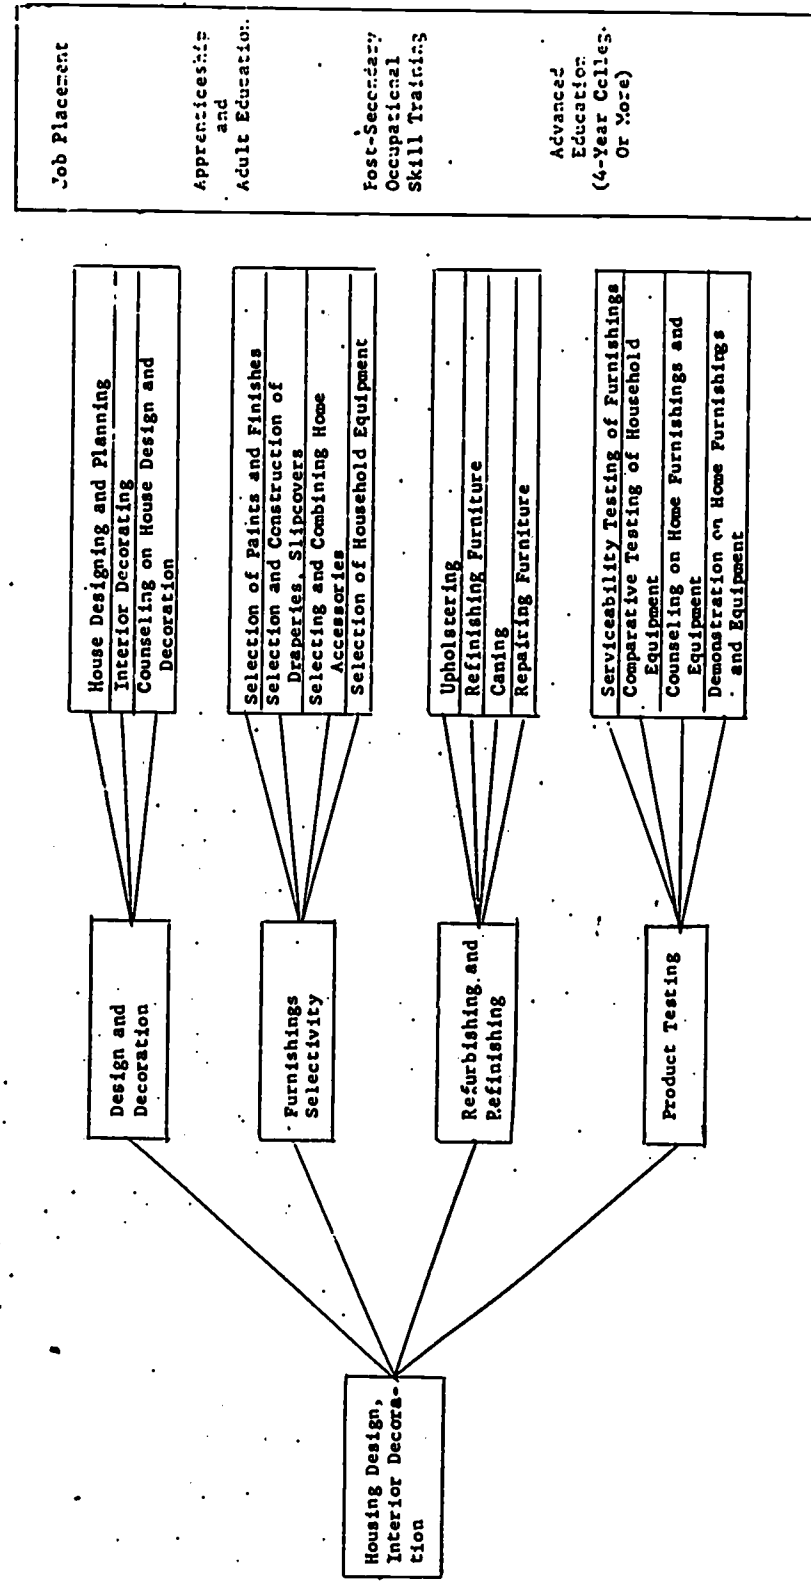 Housing Design,
Interior Decora-
tion
Design and
Decoration
Furnishings
Selectivity
Refurbishing and
Refinishing
Product Testing
House Designing and Planning
Interior Decorating
Counseling on House Design and
Decoration
Selection of Paints and Finishes
Selection and Construction of
Draperies, Slipcovers
Selecting and Combining Home
Accessories
Selection of Household Equipment
Upholstering
Refinishing Furniture
Caning
Repairing Furniture
Serviceability Testing of Furnishings
Comparative Testing of Household
Equipment
Counseling on Home Furnishings and
Equipment
Demonstration on Home Furnishings
and Equipment
Job Placement
Apprenticeship
and
Adult Education
Post-Secondary
Occupational
Skill Training
Advanced
Education
(4-Year College
Or More)